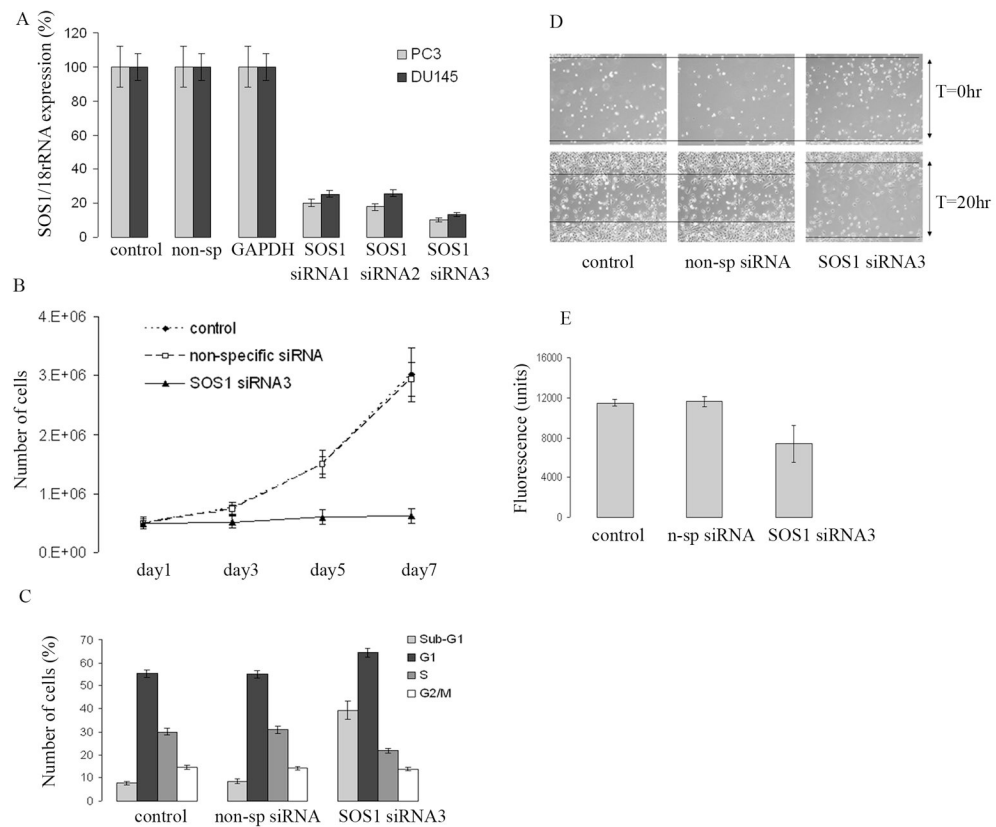 A
SOS1/18rRNA expression (%)
120
100
80
60
40
20
0
PC3
DU145
control non-sp GAPDH SOS1 SOS1 SOS1
siRNA1 siRNA2 siRNA3
B
Number of cells
4.E+06
3.E+06
2.E+06
1.E+06
0.E+00
control
non-specific siRNA
SOS1 siRNA3
day1 day3 day5 day7
C
Number of cells (%)
70
60
50
40
30
20
10
0
Sub-G1
G1
S
G2/M
control non-sp siRNA SOS1 siRNA3
D
T=0hr
T=20hr
control non-sp siRNA SOS1 siRNA3
E
Fluorescence (units)
16000
12000
8000
4000
0
control n-sp siRNA SOS1 siRNA3